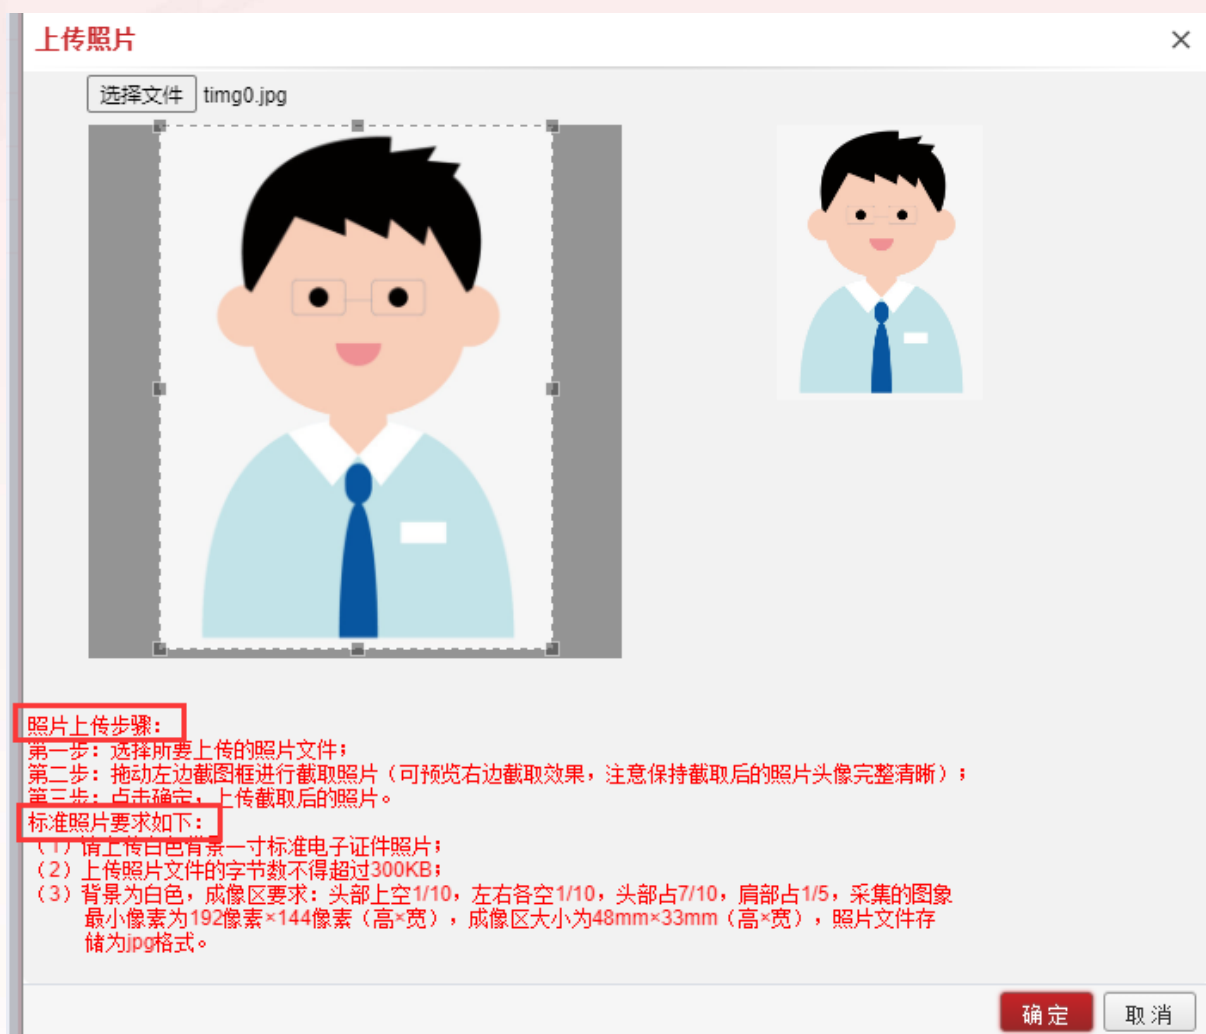 上传照片
选择文件 timg0.jpg
照片上传步骤：
第一步：选择所要上传的照片文件；
第二步：拖动左边截图框进行截取照片（可预览右边截取效果，注意保持截取后的照片头像完整清晰）；
第三步：点击确定，上传截取后的照片。
标准照片要求如下：
（1）请上传白色背景一寸标准电子证件照片；
（2）上传照片文件的字节数不得超过300KB；
（3）背景为白色，成像区要求：头部上空1/10，左右各空1/10，头部占7/10，肩部占1/5，采集的图象
最小像素为192像素×144像素（高×宽），成像区大小为48mm×33mm（高×宽），照片文件存
储为jpg格式。
确定 取消